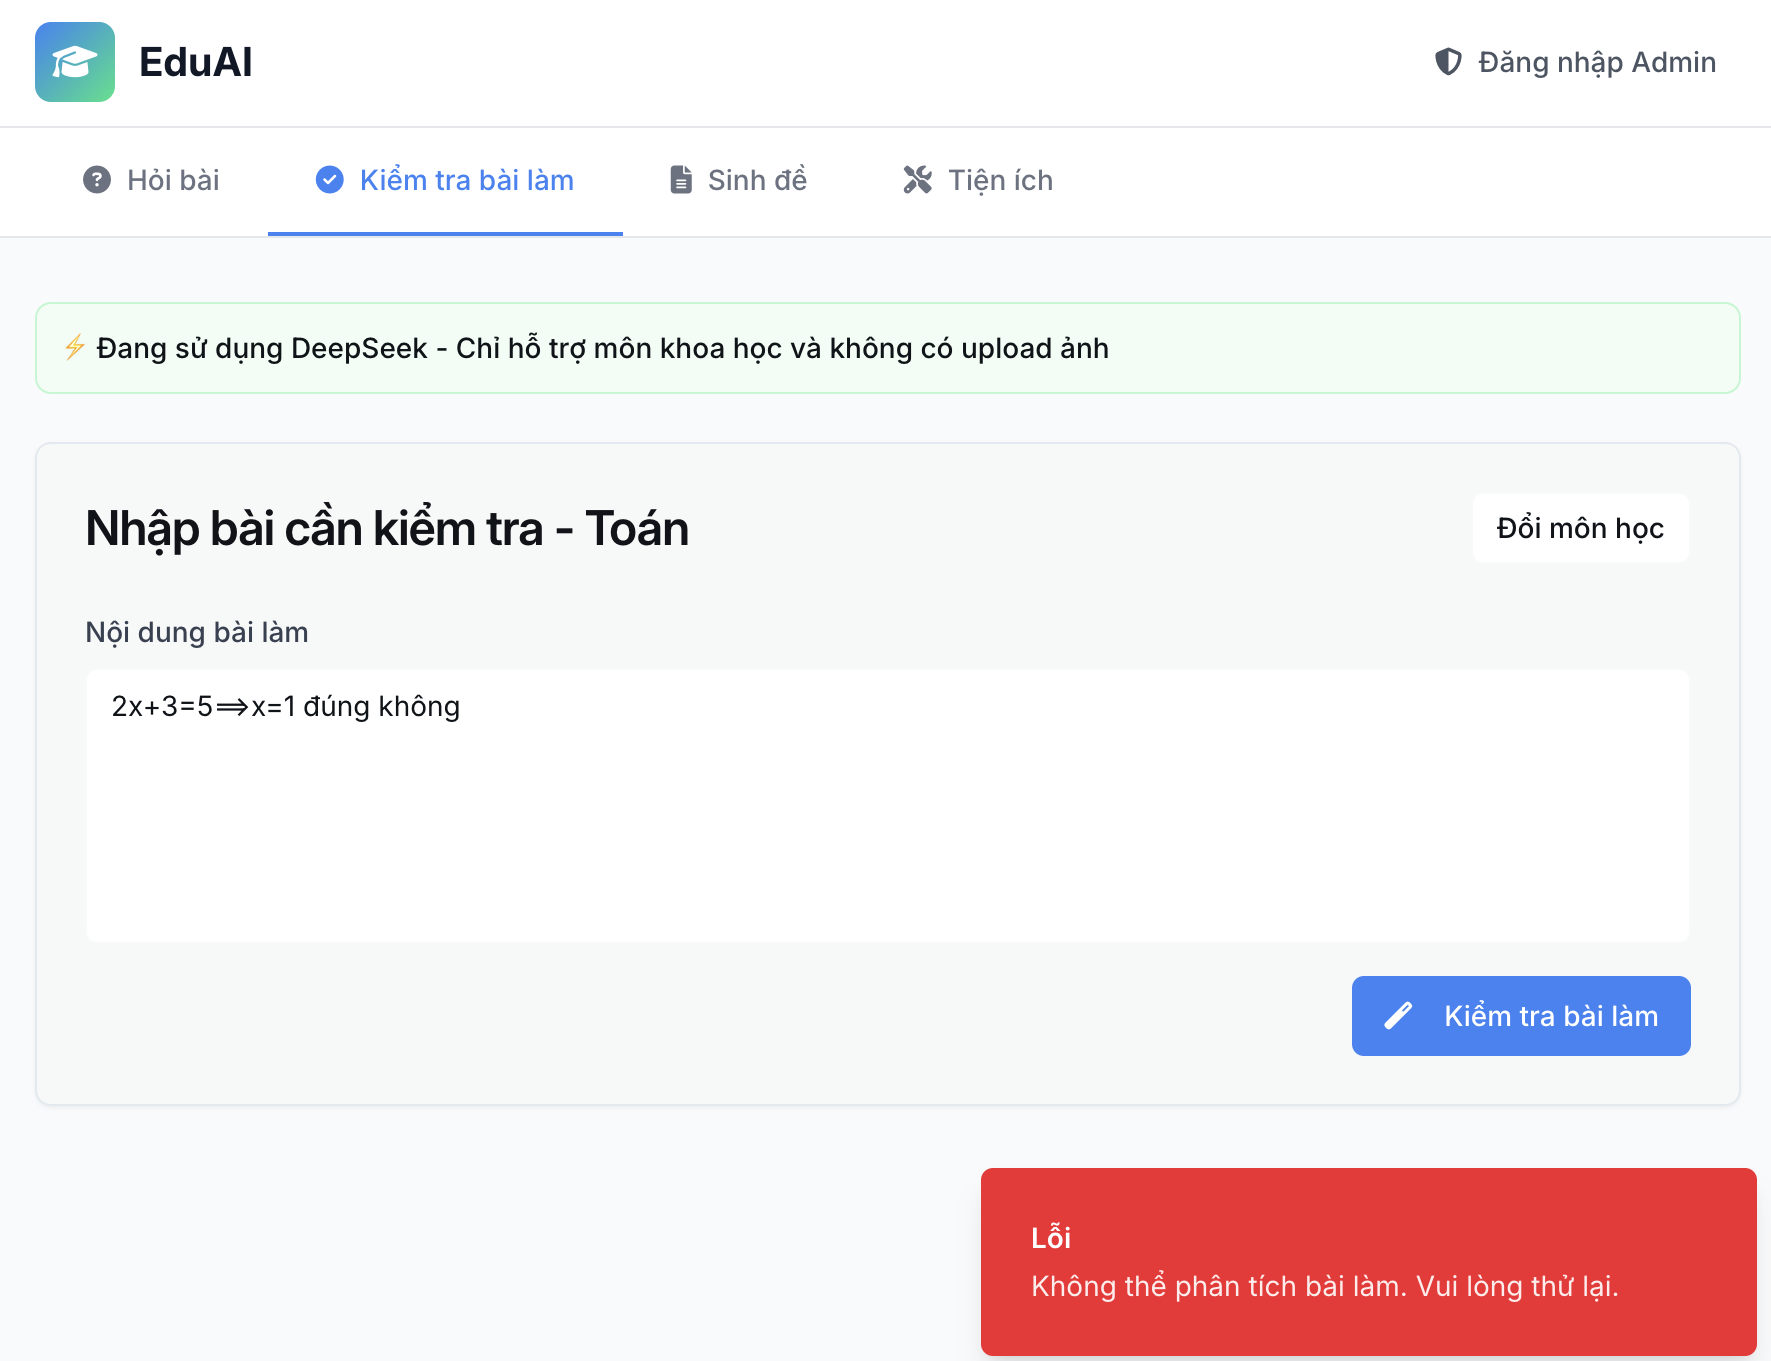 EduAI
Đăng nhập Admin
Hỏi bài
Kiểm tra bài làm
Sinh đề
Tiện ích
⚡ Đang sử dụng DeepSeek - Chỉ hỗ trợ môn khoa học và không có upload ảnh
Nhập bài cần kiểm tra - Toán
Đổi môn học
Nội dung bài làm
2x+3=5⟹x=1 đúng không
Kiểm tra bài làm
Lỗi
Không thể phân tích bài làm. Vui lòng thử lại.